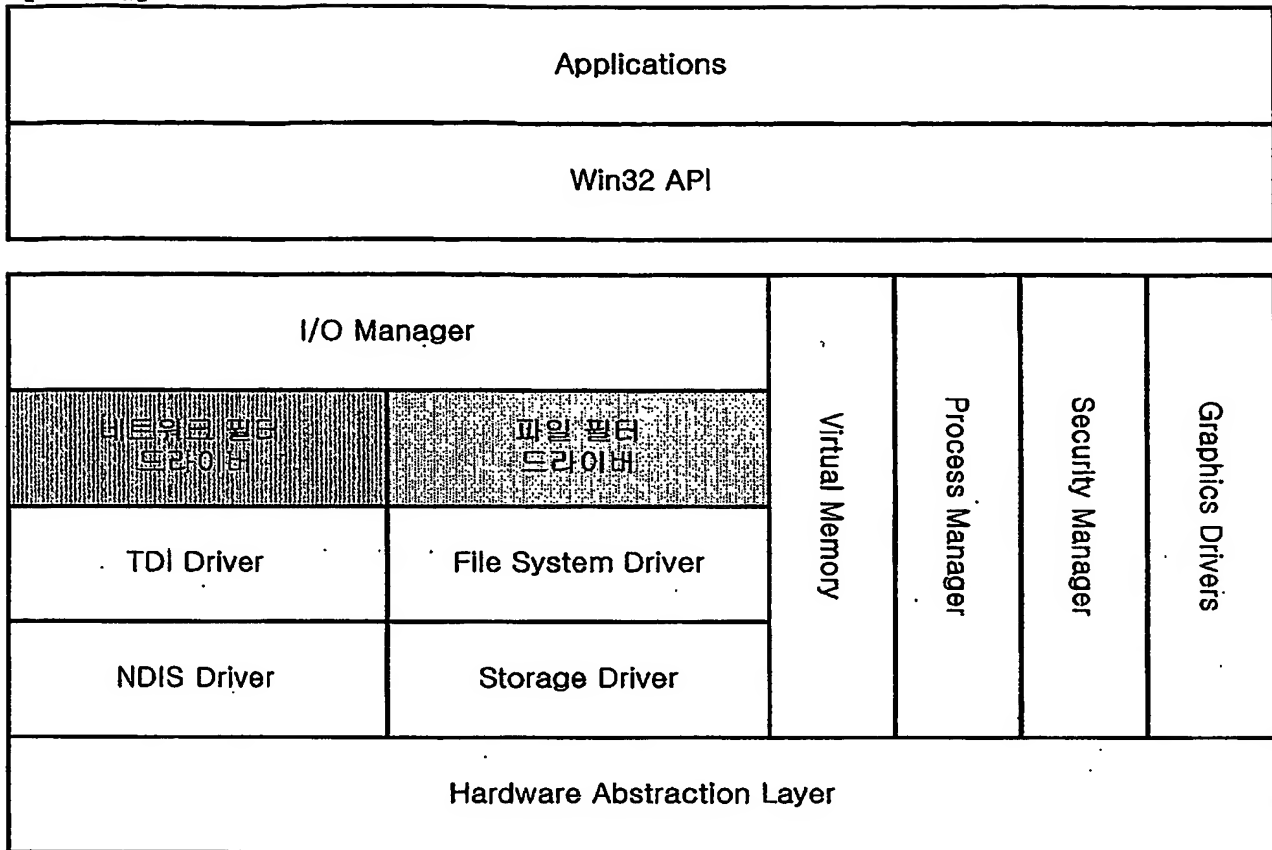 Applications
Win32 API
I/O Manager
네트워크 필터
드라이버
파일 필터
드라이버
TDI Driver
File System Driver
NDIS Driver
Storage Driver
Virtual Memory
Process Manager
Security Manager
Graphics Drivers
Hardware Abstraction Layer